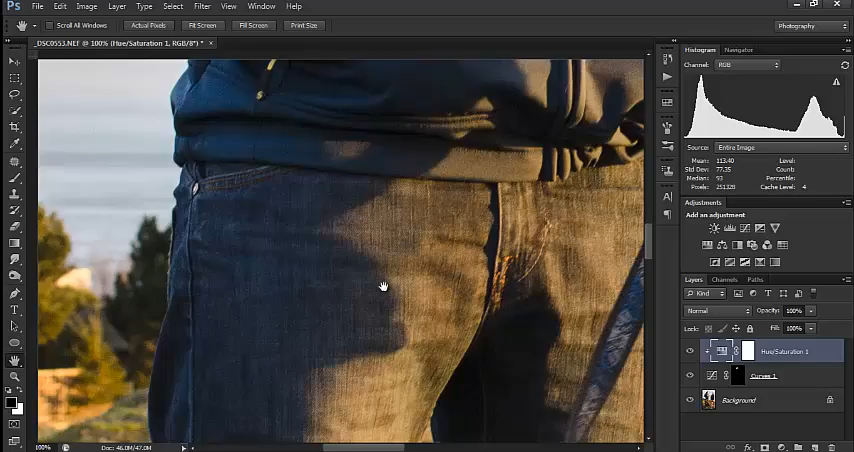 Ps File Edit Image Layer Type Select Filter View Window Help
Scroll All Windows Actual Pixels Fit Screen Fill Screen Print Size Photography
_DSC0553.NEF @ 100% (Hue/Saturation 1, RGB/8*) * ×
Histogram Navigator
Channel: RGB
Source: Entire Image
Mean: 113.40 Level:
Std Dev: 77.35 Count:
Median: 93 Percentile:
Pixels: 251328 Cache Level: 4
Adjustments
Add an adjustment
Layers Channels Paths
Kind
Normal Opacity: 100%
Lock: Fill: 100%
Hue/Saturation 1
Curves 1
Background
100% Doc: 46.0M/47.0M
fx